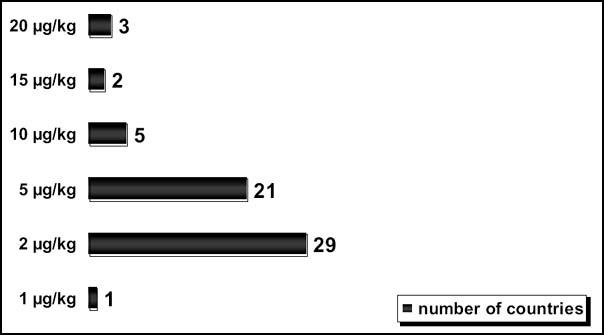 20 µg/kg 3
15 µg/kg 2
10 µg/kg 5
5 µg/kg 21
2 µg/kg 29
1 µg/kg 1
number of countries